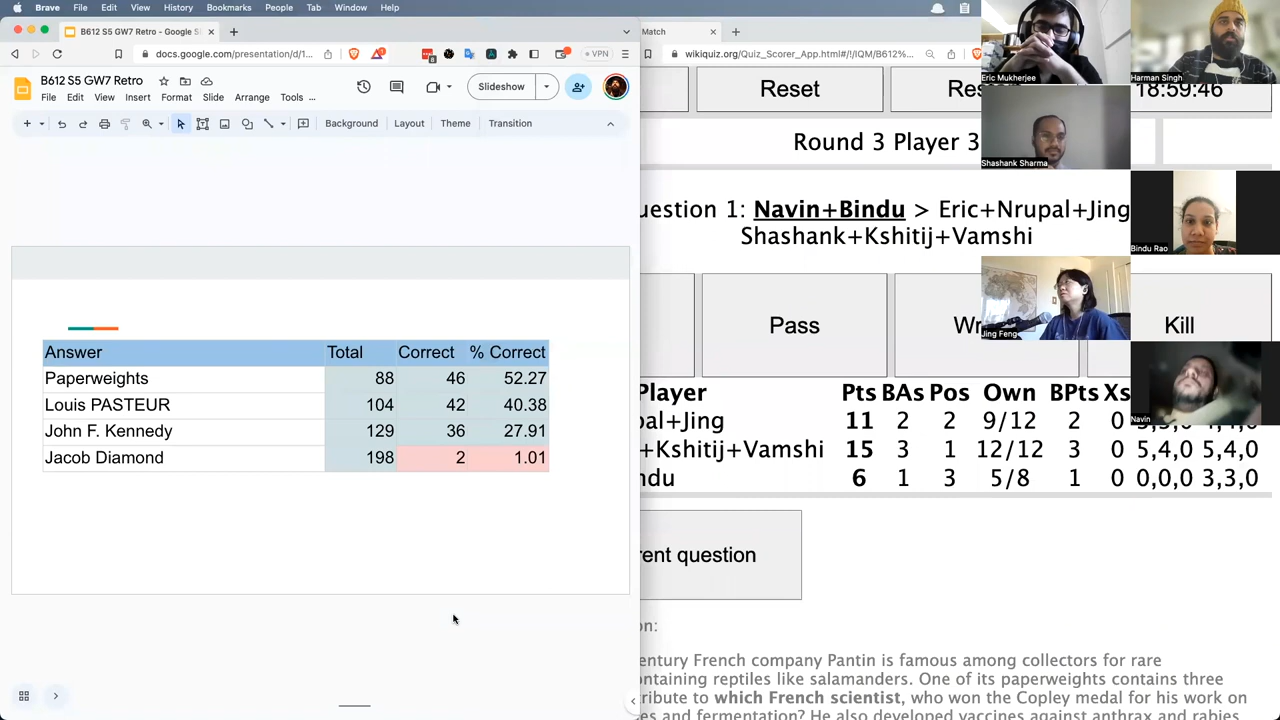 Brave File Edit View History Bookmarks People Tab Window Help
B612 S5 GW7 Retro - Google S
Match
docs.google.com/presentation/d/1...
VPN
wikiquiz.org/Quiz_Scorer_App.html#/!/IQM/B612%...
B612 S5 GW7 Retro
File Edit View Insert Format Slide Arrange Tools ...
Slideshow
Background Layout Theme Transition
Reset
18:59:46
Round 3 Player 3
uestion 1: Navin+Bindu > Eric+Nrupal+Jing
Shashank+Kshitij+Vamshi
Pass
Kill
Answer Total Correct % Correct
Paperweights 88 46 52.27
Louis PASTEUR 104 42 40.38
John F. Kennedy 129 36 27.91
Jacob Diamond 198 2 1.01
Player Pts BAs Pos Own BPts Xs
pal+Jing 11 2 2 9/12 2 0
+Kshitij+Vamshi 15 3 1 12/12 3 0 5,4,0 5,4,0
ndu 6 1 3 5/8 1 0 0,0,0 3,3,0
rent question
on:
entury French company Pantin is famous among collectors for rare
ntaining reptiles like salamanders. One of its paperweights contains three
tribute to which French scientist, who won the Copley medal for his work on
es and fermentation? He also developed vaccines against anthrax and rabies
Eric Mukherjee
Harman Singh
Shashank Sharma
Bindu Rao
Jing Feng
Navin